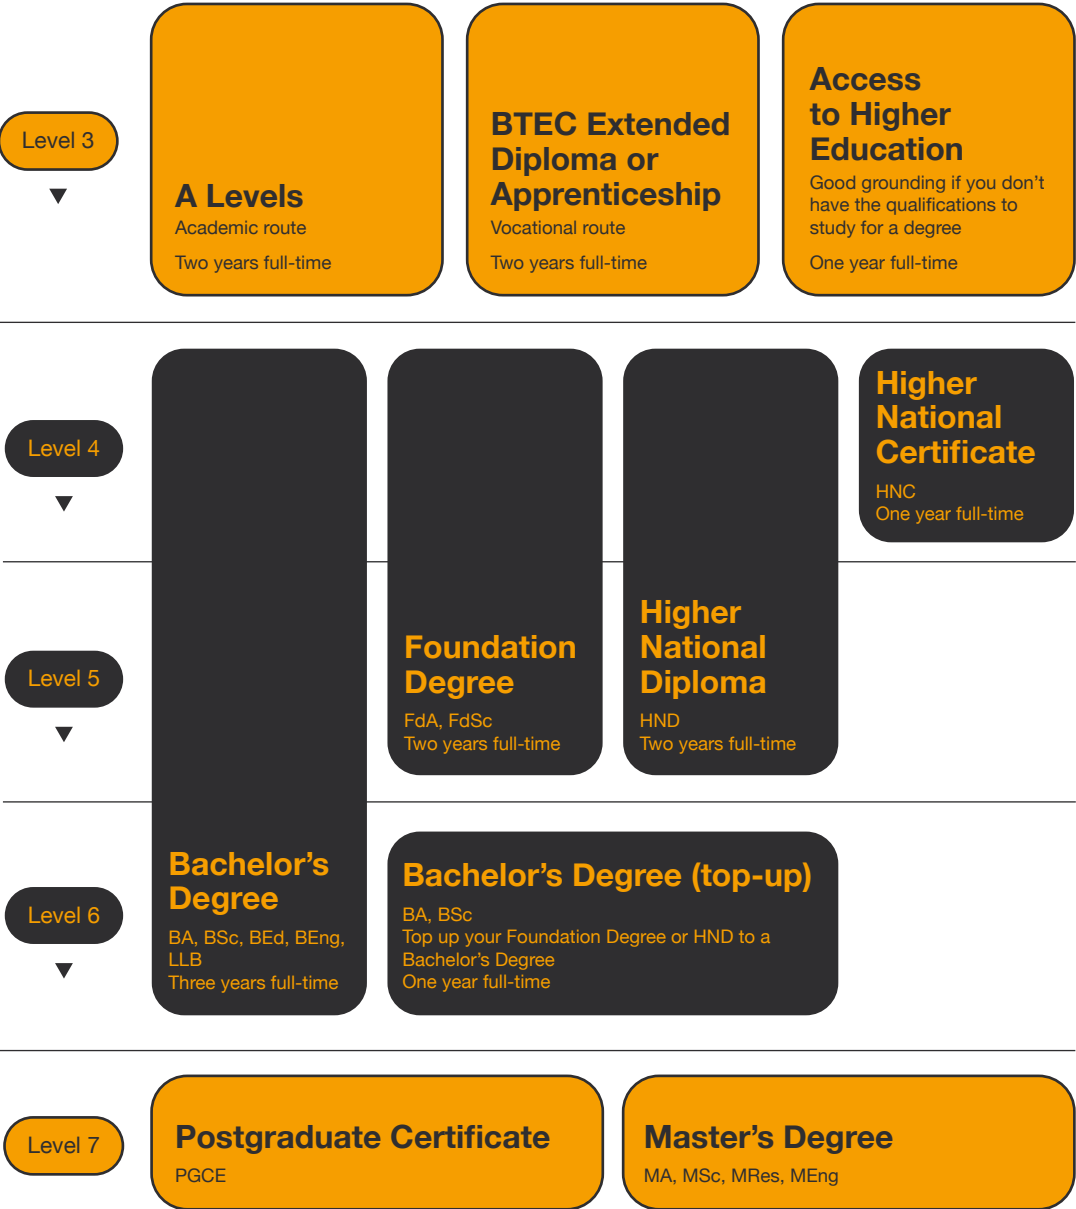 Level 3
A Levels
Academic route
Two years full-time
BTEC Extended
Diploma or
Apprenticeship
Vocational route
Two years full-time
Access
to Higher
Education
Good grounding if you don’t
have the qualifications to
study for a degree
One year full-time
Level 4
Higher
National
Certificate
HNC
One year full-time
Level 5
Foundation
Degree
FdA, FdSc
Two years full-time
Higher
National
Diploma
HND
Two years full-time
Level 6
Bachelor’s
Degree
BA, BSc, BEd, BEng,
LLB
Three years full-time
Bachelor’s Degree (top-up)
BA, BSc
Top up your Foundation Degree or HND to a
Bachelor’s Degree
One year full-time
Level 7
Postgraduate Certificate
PGCE
Master’s Degree
MA, MSc, MRes, MEng